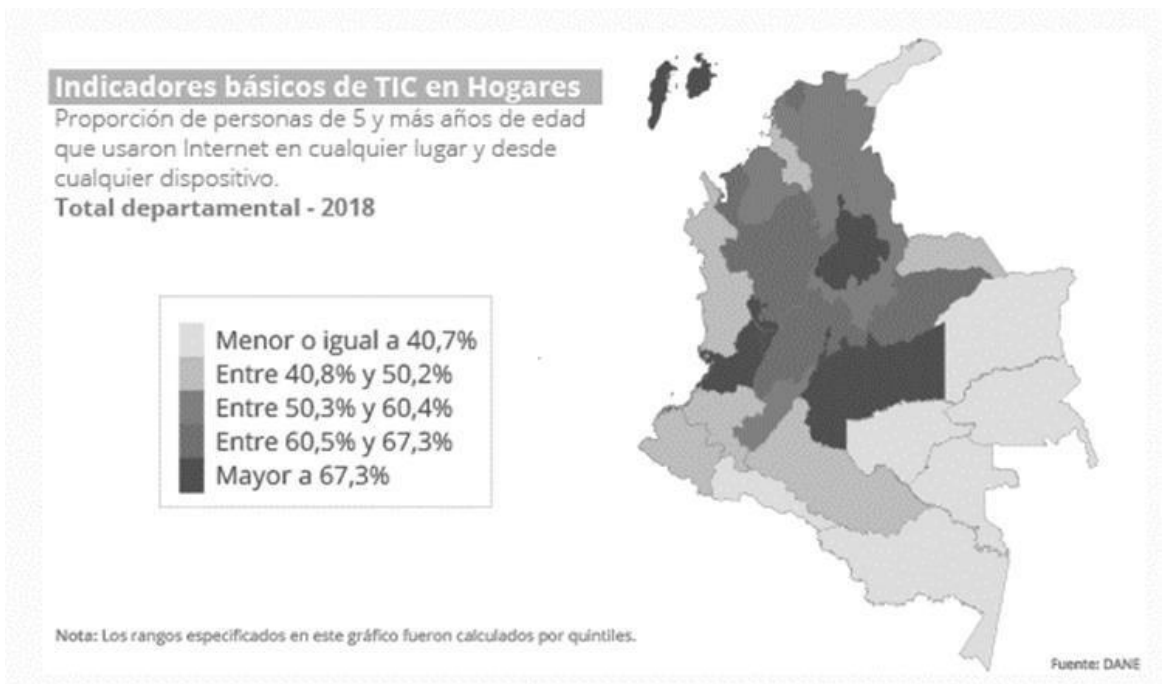 Indicadores básicos de TIC en Hogares
Proporción de personas de 5 y más años de edad
que usaron Internet en cualquier lugar y desde
cualquier dispositivo.
Total departamental - 2018
Menor o igual a 40,7%
Entre 40,8% y 50,2%
Entre 50,3% y 60,4%
Entre 60,5% y 67,3%
Mayor a 67,3%
Nota: Los rangos especificados en este gráfico fueron calculados por quintiles.
Fuente: DANE